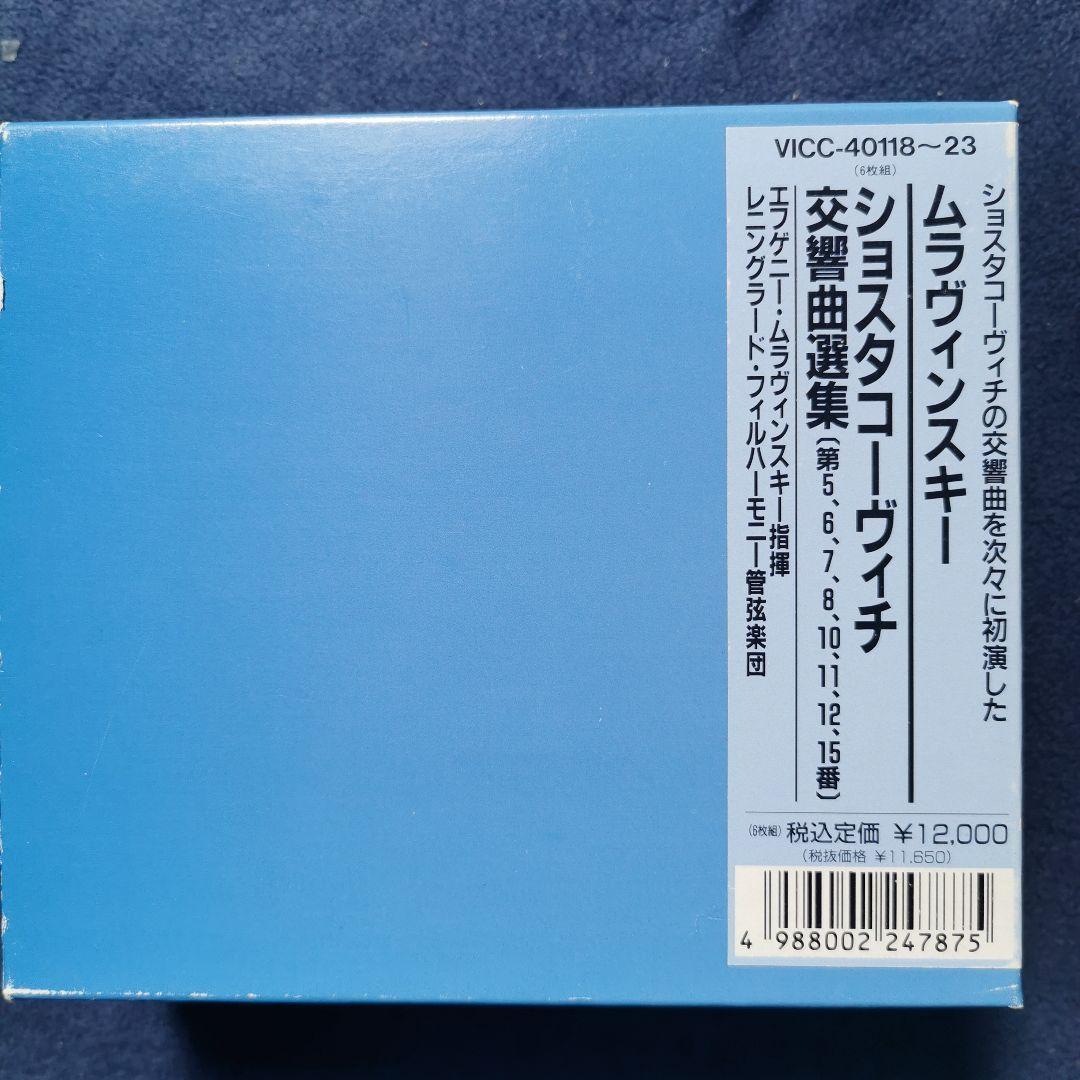 VICC-40118～23
(6枚組)
ショスタコーヴィチの交響曲を次々に初演した
ムラヴィンスキー
ショスタコーヴィチ
交響曲選集〔第5、6、7、8、10、11、12、15番〕
エフゲニー・ムラヴィンスキー指揮
レニングラード・フィルハーモニー管弦楽団
(6枚組) 税込定価 ¥12,000
(税抜価格 ¥11,650)
4 988002 247875